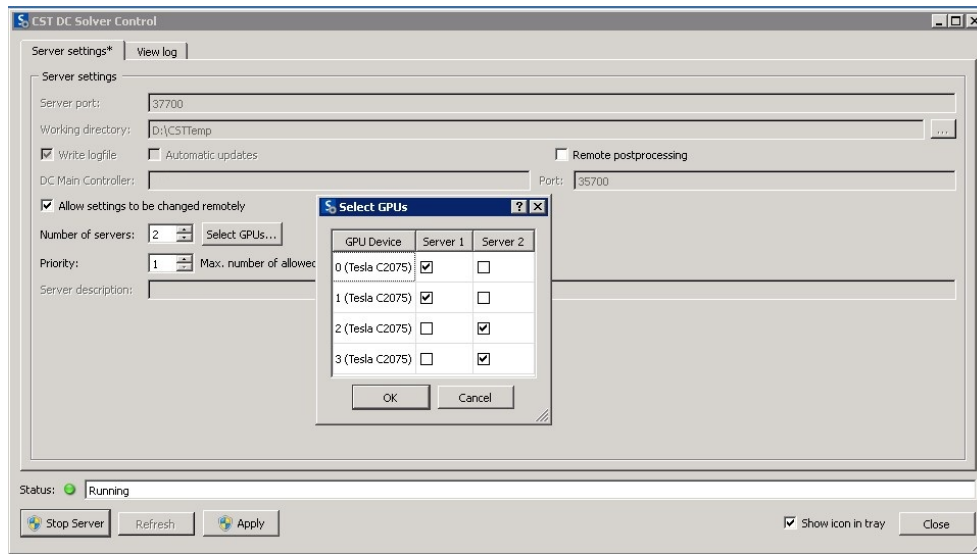 CST DC Solver Control
Server settings*
View log
Server settings
Server port: 37700
Working directory: D:\CSTTemp ...
Write logfile Automatic updates Remote postprocessing
DC Main Controller: Port: 35700
Allow settings to be changed remotely
Number of servers: 2 Select GPUs...
Priority: 1 Max. number of allowed
Server description:
Select GPUs
GPU Device Server 1 Server 2
0 (Tesla C2075)
1 (Tesla C2075)
2 (Tesla C2075)
3 (Tesla C2075)
OK Cancel
Status: Running
Stop Server Refresh Apply Show icon in tray Close